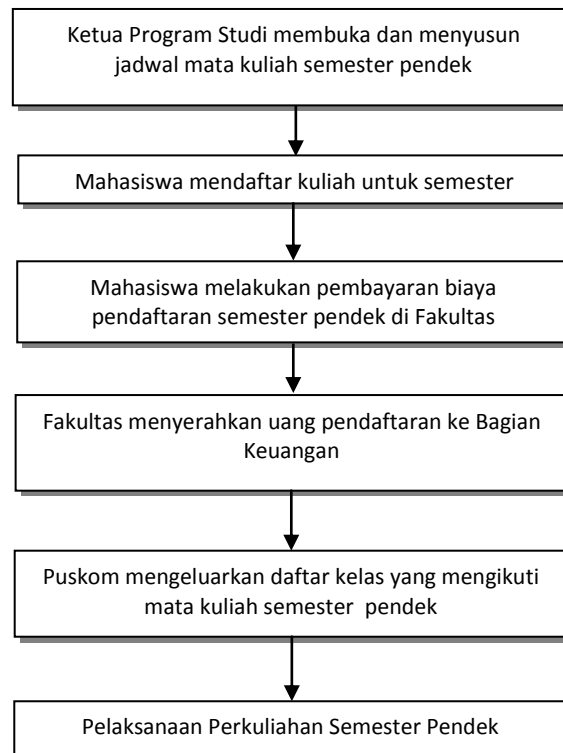 Ketua Program Studi membuka dan menyusun
jadwal mata kuliah semester pendek
Mahasiswa mendaftar kuliah untuk semester
Mahasiswa melakukan pembayaran biaya
pendaftaran semester pendek di Fakultas
Fakultas menyerahkan uang pendaftaran ke Bagian
Keuangan
Puskom mengeluarkan daftar kelas yang mengikuti
mata kuliah semester pendek
Pelaksanaan Perkuliahan Semester Pendek